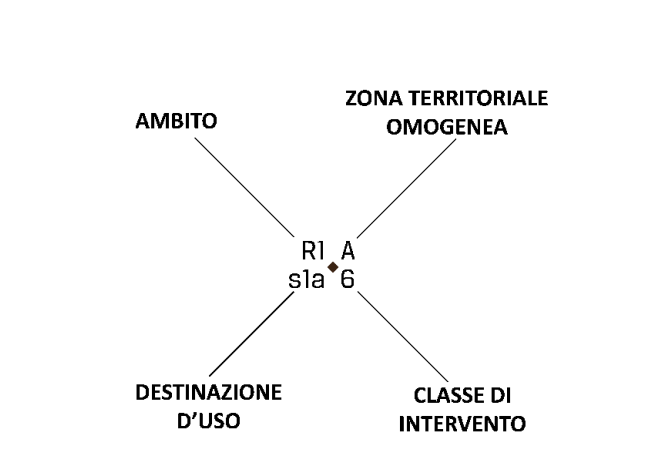 ZONA TERRITORIALE
OMOGENEA
AMBITO
R1 A
s1a 6
DESTINAZIONE
D'USO
CLASSE DI
INTERVENTO